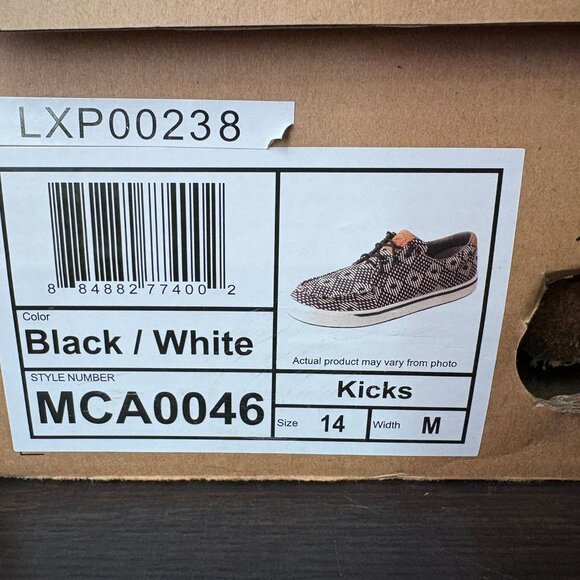 LXP00238
8 84882 77400 2
Color
Black / White
STYLE NUMBER
MCA0046
Actual product may vary from photo
Kicks
Size 14 Width M